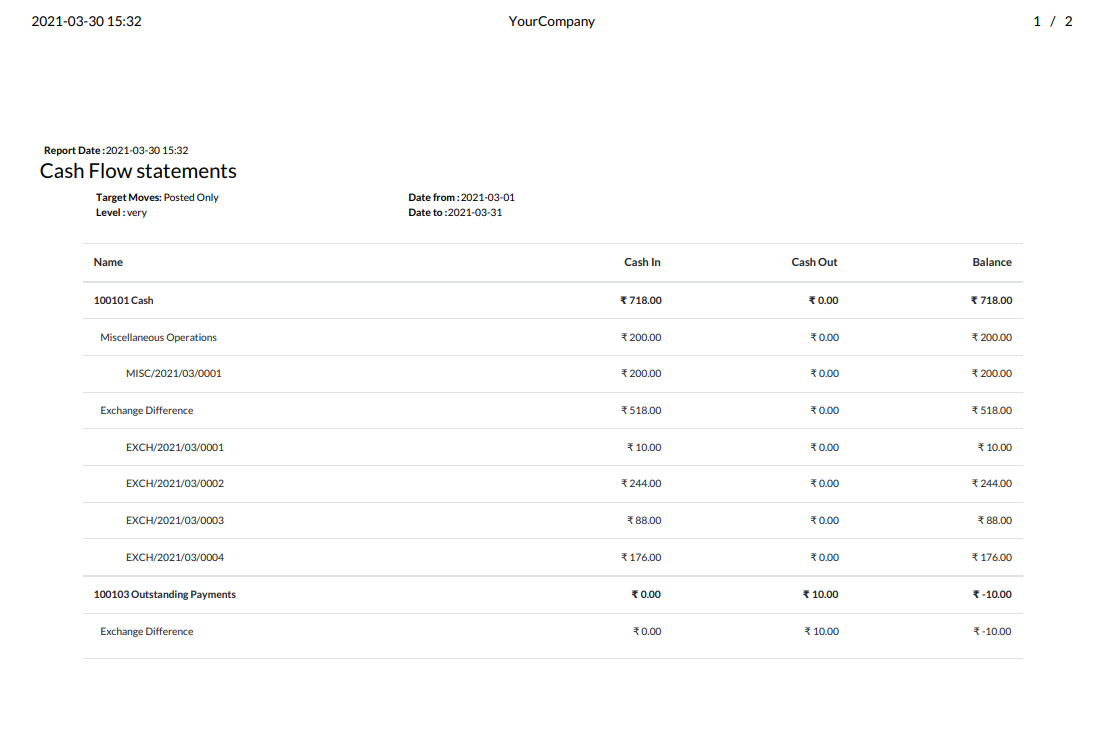 2021-03-30 15:32 YourCompany 1 / 2
Report Date :2021-03-30 15:32
Cash Flow statements
Target Moves: Posted Only Date from :2021-03-01
Level : very Date to :2021-03-31
Name Cash In Cash Out Balance
100101 Cash ₹ 718.00 ₹ 0.00 ₹ 718.00
Miscellaneous Operations ₹ 200.00 ₹ 0.00 ₹ 200.00
MISC/2021/03/0001 ₹ 200.00 ₹ 0.00 ₹ 200.00
Exchange Difference ₹ 518.00 ₹ 0.00 ₹ 518.00
EXCH/2021/03/0001 ₹ 10.00 ₹ 0.00 ₹ 10.00
EXCH/2021/03/0002 ₹ 244.00 ₹ 0.00 ₹ 244.00
EXCH/2021/03/0003 ₹ 88.00 ₹ 0.00 ₹ 88.00
EXCH/2021/03/0004 ₹ 176.00 ₹ 0.00 ₹ 176.00
100103 Outstanding Payments ₹ 0.00 ₹ 10.00 ₹ -10.00
Exchange Difference ₹ 0.00 ₹ 10.00 ₹ -10.00